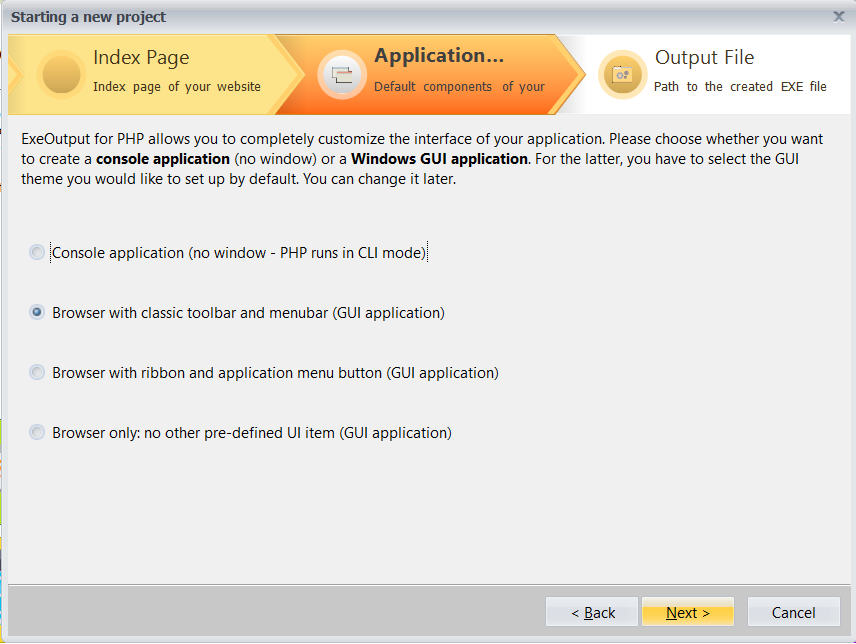 Starting a new project
Index Page
Index page of your website
Application...
Default components of your
Output File
Path to the created EXE file
ExeOutput for PHP allows you to completely customize the interface of your application. Please choose whether you want
to create a console application (no window) or a Windows GUI application. For the latter, you have to select the GUI
theme you would like to set up by default. You can change it later.
Console application (no window - PHP runs in CLI mode)
Browser with classic toolbar and menubar (GUI application)
Browser with ribbon and application menu button (GUI application)
Browser only: no other pre-defined UI item (GUI application)
< Back
Next >
Cancel